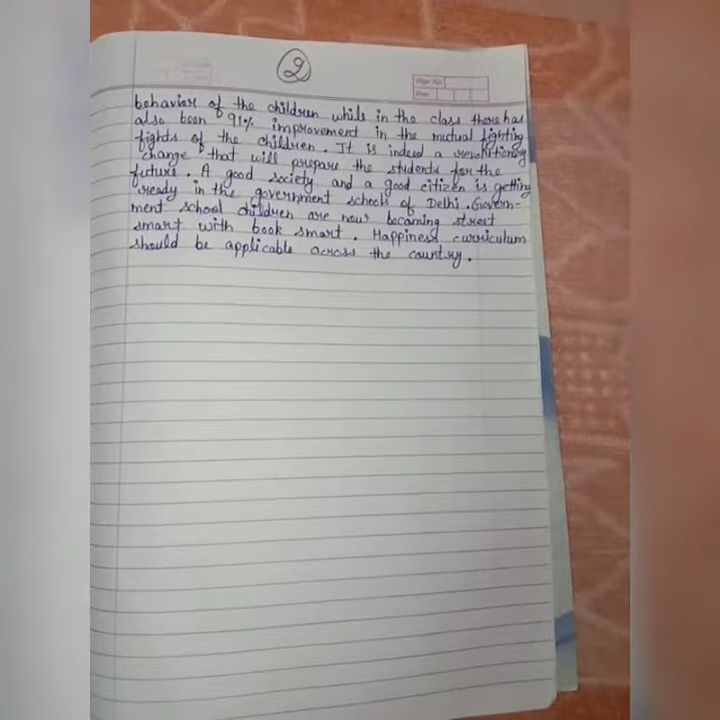 2
Page No.
Date
behavior of the children while in the class there has
also been 91% improvement in the mutual fighting
fights of the children. It is indeed a revolutionary
change that will prepare the students for the
future. A good society and a good citizen is getting
ready in the government schools of Delhi. Govern-
ment school children are now becoming street
smart with book smart. Happiness curriculum
should be applicable across the country.